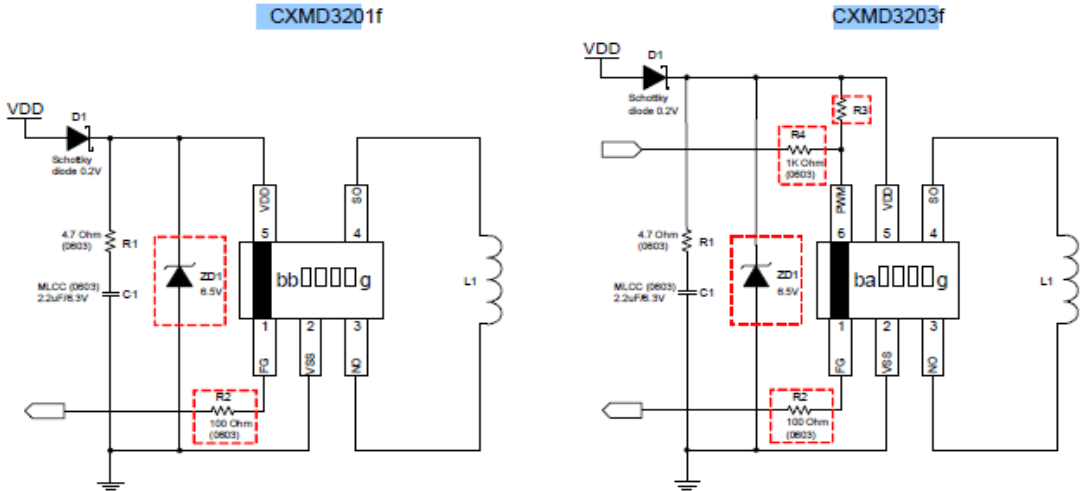 CXMD3201f
VDD
D1
Schottky
diode 0.2V
4.7 Ohm
(0603)
R1
MLCC (0603)
2.2uF/6.3V
C1
ZD1
6.5V
VDD
SO
5
4
bb g
1
2
3
FG
VSS
NO
L1
R2
100 Ohm
(0603)
CXMD3203f
VDD
D1
Schottky
diode 0.2V
R3
R4
1K Ohm
(0603)
4.7 Ohm
(0603)
R1
MLCC (0603)
2.2uF/6.3V
C1
ZD1
6.5V
PWM
VDD
SO
6
5
4
ba g
1
2
3
FG
VSS
NO
L1
R2
100 Ohm
(0603)